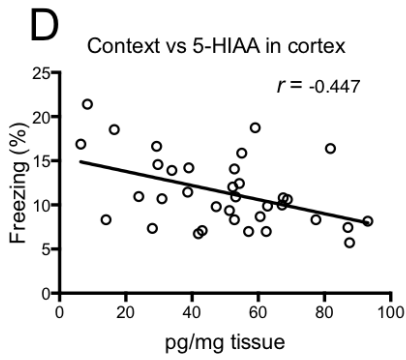 D
Context vs 5-HIAA in cortex
r = -0.447
25
20
15
10
5
0
Freezing (%)
0 20 40 60 80 100
pg/mg tissue